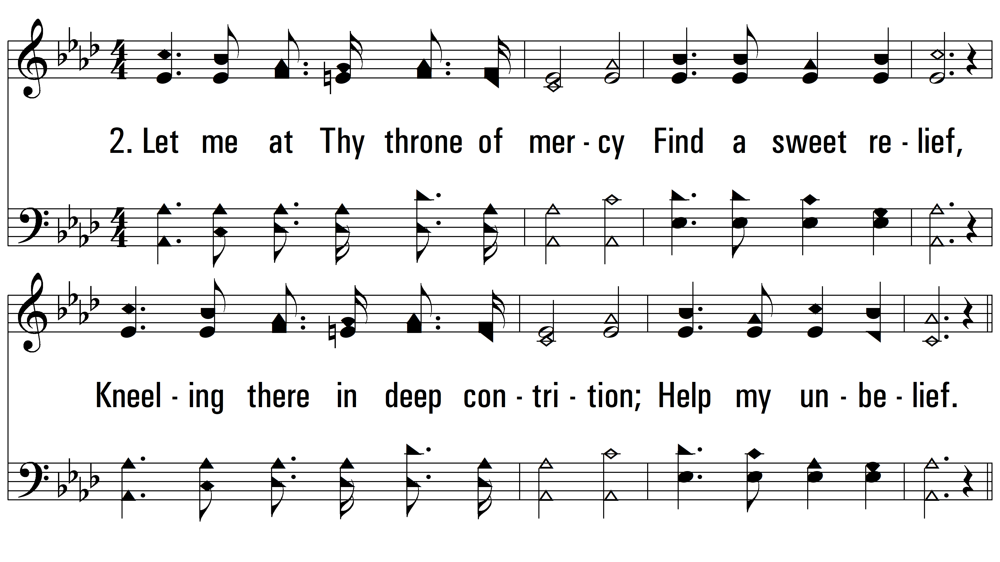 2. Let me at Thy throne of mer - cy Find a sweet re - lief,
Kneel - ing there in deep con - tri - tion; Help my un - be - lief.